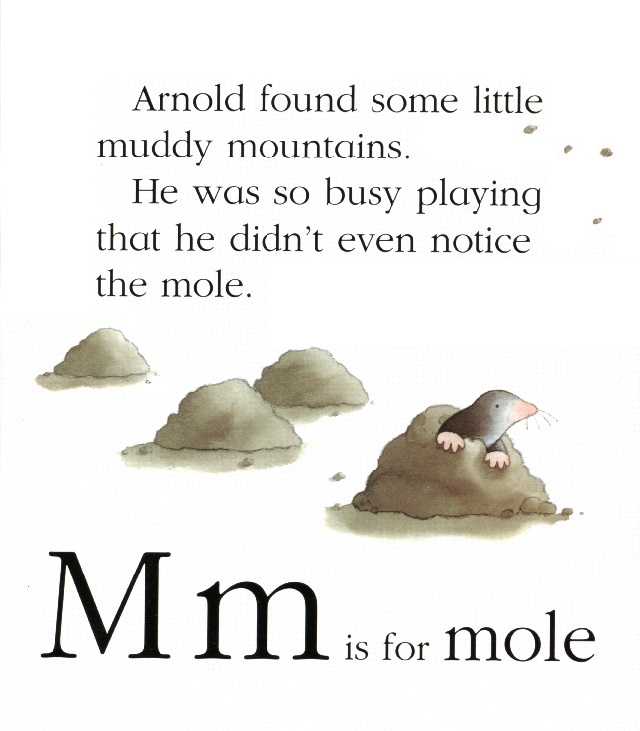 Arnold found some little
muddy mountains.
He was so busy playing
that he didn't even notice
the mole.
M m is for mole